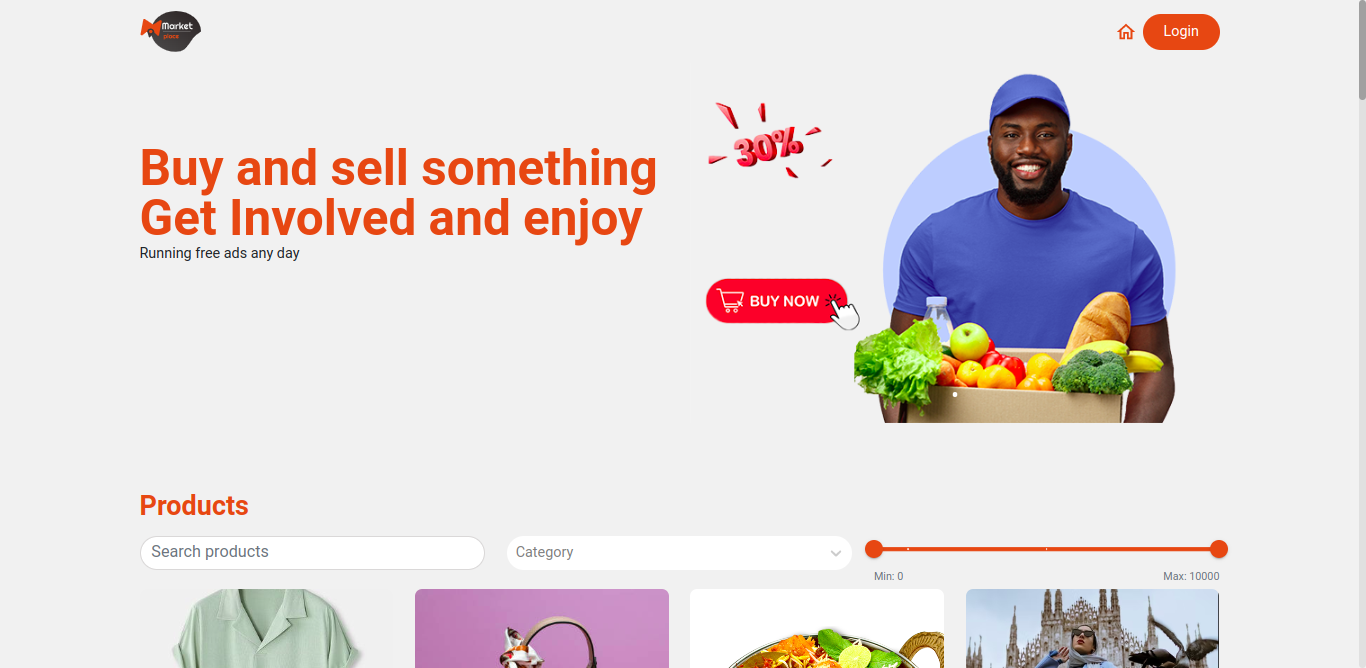 Market
place
Login
Buy and sell something
Get Involved and enjoy
Running free ads any day
30%
BUY NOW
Products
Search products
Category
Min: 0
Max: 10000